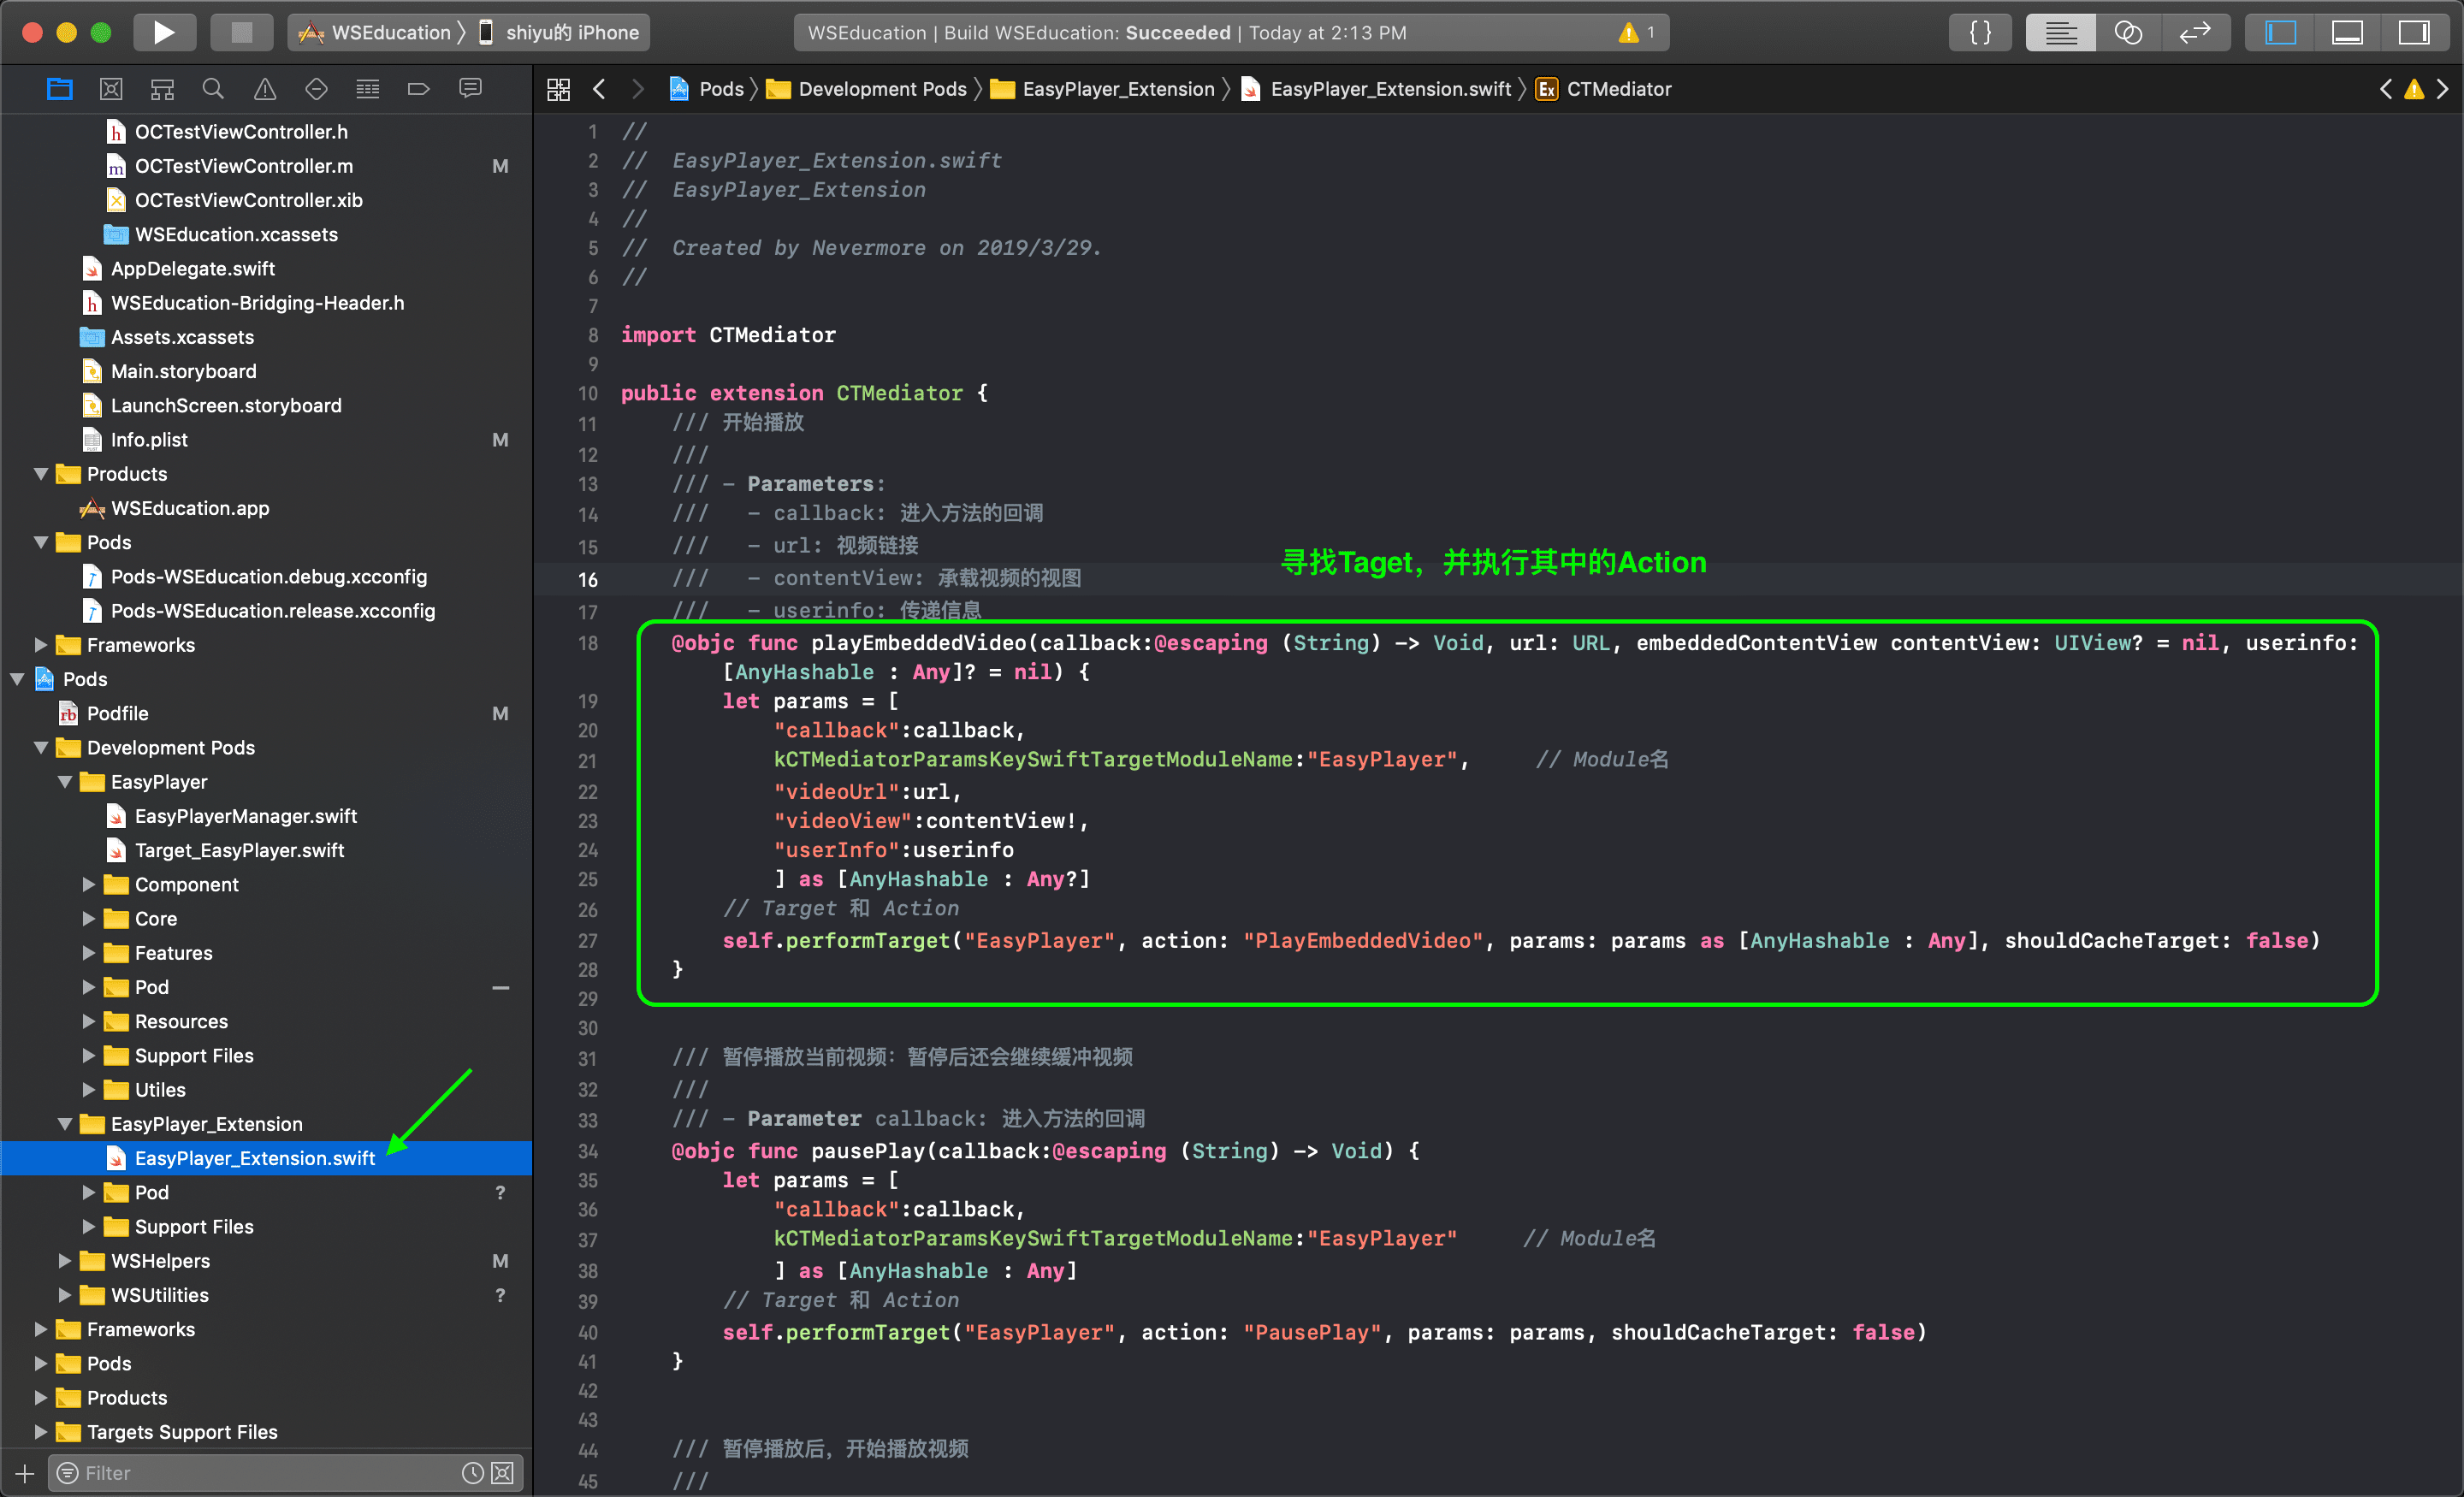 WSEducation 〉 shiyu的 iPhone
WSEducation | Build WSEducation: Succeeded | Today at 2:13 PM
1
{}
Pods 〉 Development Pods 〉 EasyPlayer_Extension 〉 EasyPlayer_Extension.swift 〉 Ex CTMediator
OCTestViewController.h
OCTestViewController.m M
OCTestViewController.xib
WSEducation.xcassets
AppDelegate.swift
WSEducation-Bridging-Header.h
Assets.xcassets
Main.storyboard
LaunchScreen.storyboard
Info.plist M
Products
WSEducation.app
Pods
Pods-WSEducation.debug.xcconfig
Pods-WSEducation.release.xcconfig
Frameworks
Pods
Podfile M
Development Pods
EasyPlayer
EasyPlayerManager.swift
Target_EasyPlayer.swift
Component
Core
Features
Pod
Resources
Support Files
Utiles
EasyPlayer_Extension
EasyPlayer_Extension.swift
Pod ?
Support Files
WSHelpers M
WSUtilities ?
Frameworks
Pods
Products
Targets Support Files
Filter
1 //
2 //  EasyPlayer_Extension.swift
3 //  EasyPlayer_Extension
4 //
5 //  Created by Nevermore on 2019/3/29.
6 //
7
8 import CTMediator
9
10 public extension CTMediator {
11     /// 开始播放
12     ///
13     /// - Parameters:
14     ///   - callback: 进入方法的回调
15     ///   - url: 视频链接
寻找Taget，并执行其中的Action
16     ///   - contentView: 承载视频的视图
17     ///   - userinfo: 传递信息
18     @objc func playEmbeddedVideo(callback:@escaping (String) -> Void, url: URL, embeddedContentView contentView: UIView? = nil, userinfo:
        [AnyHashable : Any]? = nil) {
19         let params = [
20             "callback":callback,
21             kCTMediatorParamsKeySwiftTargetModuleName:"EasyPlayer",     // Module名
22             "videoUrl":url,
23             "videoView":contentView!,
24             "userInfo":userinfo
25             ] as [AnyHashable : Any?]
26         // Target 和 Action
27         self.performTarget("EasyPlayer", action: "PlayEmbeddedVideo", params: params as [AnyHashable : Any], shouldCacheTarget: false)
28     }
29
30
31     /// 暂停播放当前视频：暂停后还会继续缓冲视频
32     ///
33     /// - Parameter callback: 进入方法的回调
34     @objc func pausePlay(callback:@escaping (String) -> Void) {
35         let params = [
36             "callback":callback,
37             kCTMediatorParamsKeySwiftTargetModuleName:"EasyPlayer"     // Module名
38             ] as [AnyHashable : Any]
39         // Target 和 Action
40         self.performTarget("EasyPlayer", action: "PausePlay", params: params, shouldCacheTarget: false)
41     }
42
43
44     /// 暂停播放后，开始播放视频
45     ///